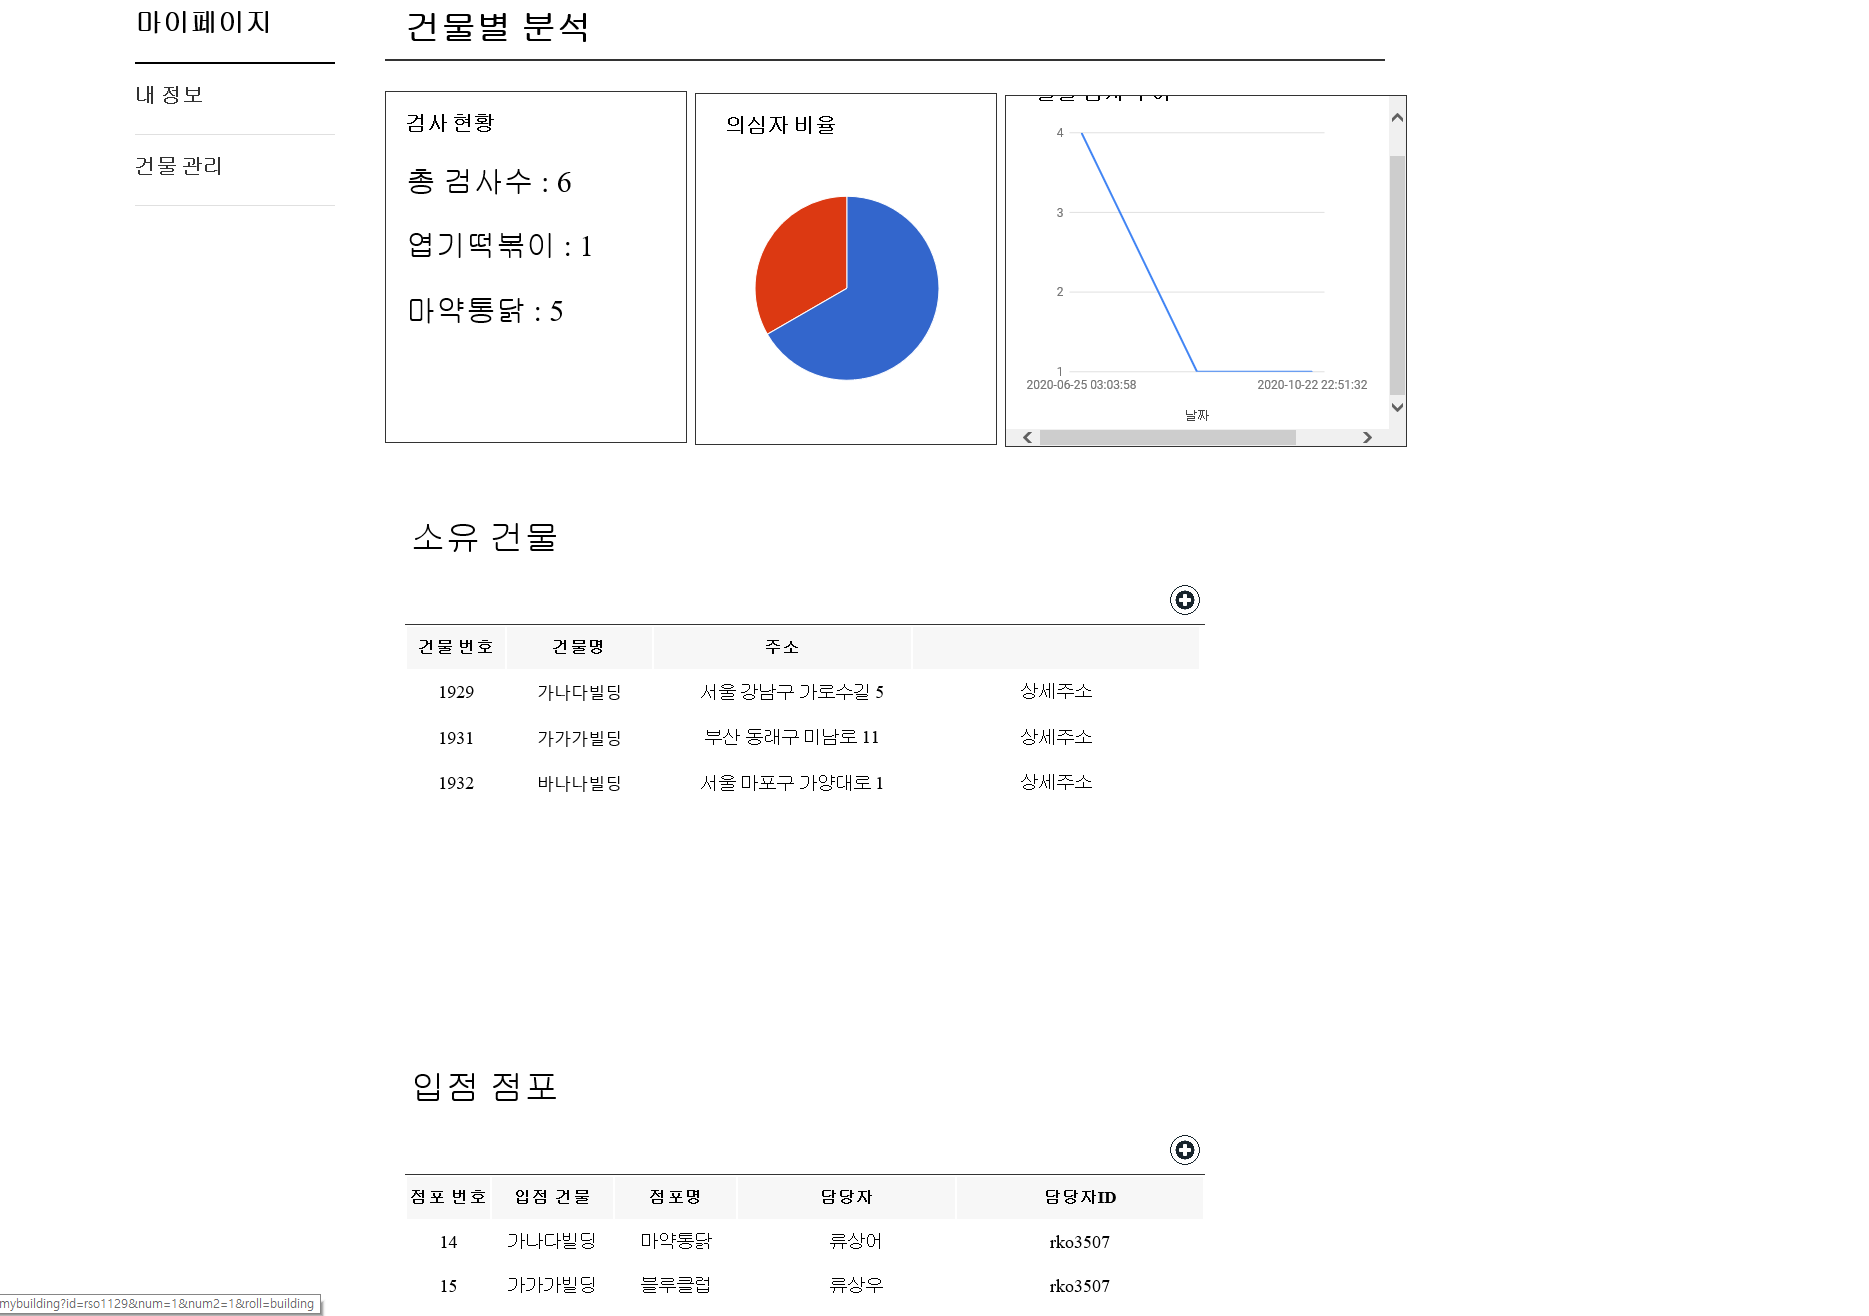 마이페이지
내 정보
건물 관리
건물별 분석
검사 현황
총 검사수 : 6
엽기떡볶이 : 1
마약통닭 : 5
의심자 비율
4
3
2
1
2020-06-25 03:03:58 2020-10-22 22:51:32
날짜
소유 건물
건물 번호 건물명 주소
1929 가나다빌딩 서울 강남구 가로수길 5 상세주소
1931 가가가빌딩 부산 동래구 미남로 11 상세주소
1932 바나나빌딩 서울 마포구 가양대로 1 상세주소
입점 점포
점포 번호 입점 건물 점포명 담당자 담당자ID
14 가나다빌딩 마약통닭 류상어 rko3507
15 가가가빌딩 블루클럽 류상우 rko3507
mybuilding?id=rso1129&num=1&num2=1&roll=building